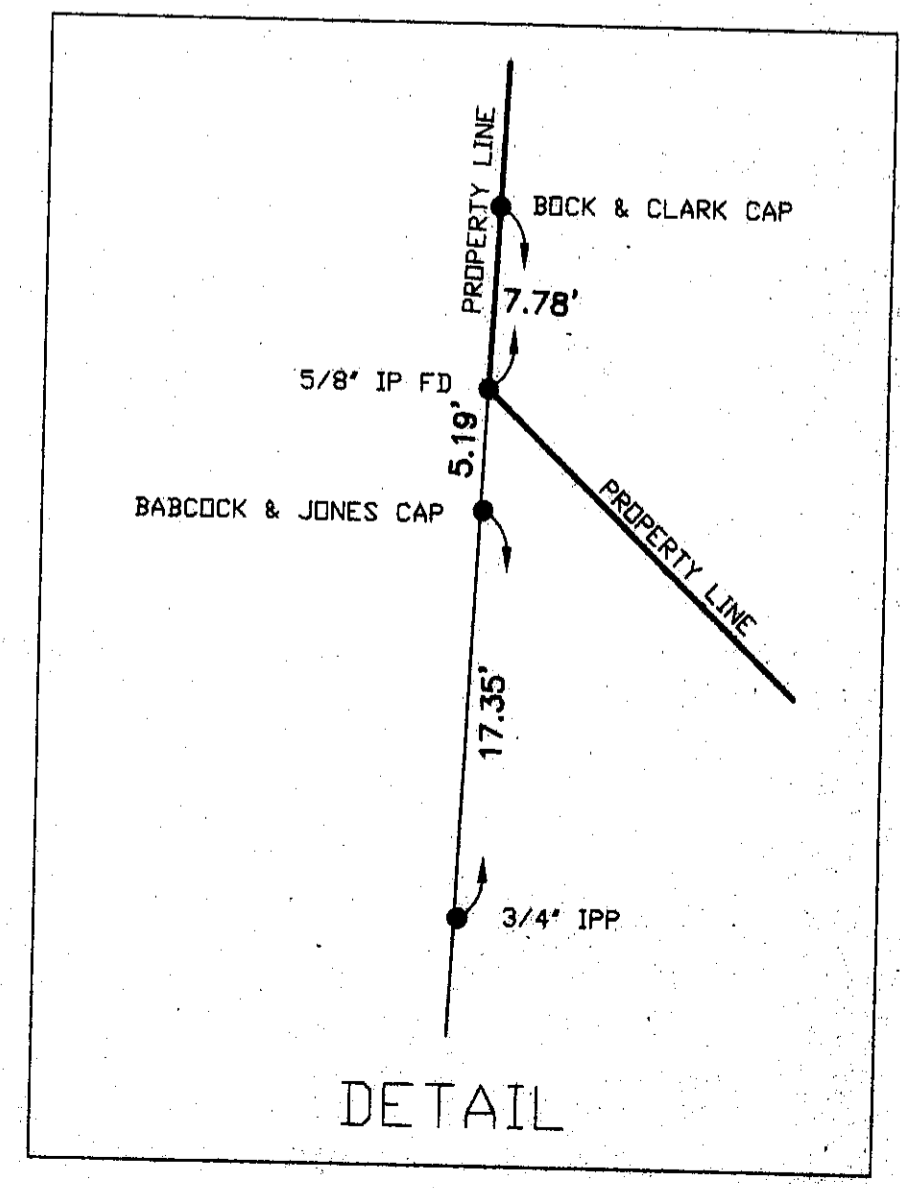 PROPERTY LINE
BOCK & CLARK CAP
7.78'
5/8" IP FD
5.19'
BABCOCK & JONES CAP
PROPERTY LINE
17.35'
3/4" IPP
DETAIL